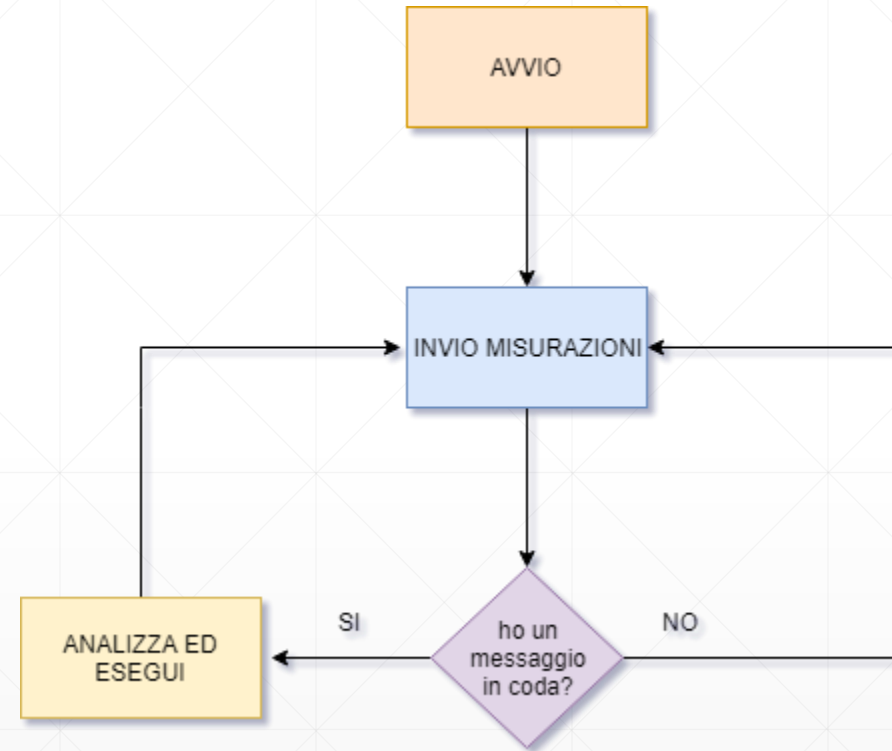 AVVIO
INVIO MISURAZIONI
SI
NO
ho un
messaggio
in coda?
ANALIZZA ED
ESEGUI